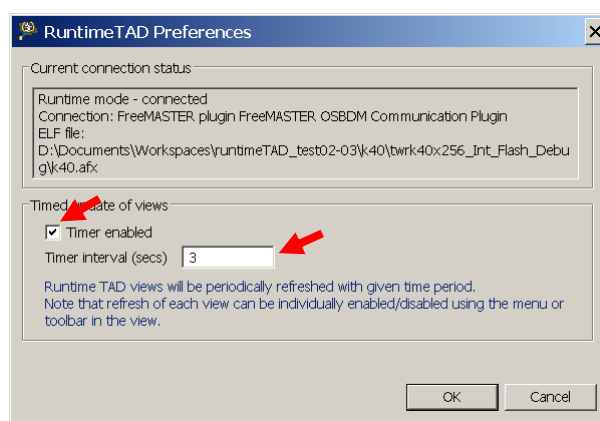 RuntimeTAD Preferences
Current connection status
Runtime mode - connected
Connection: FreeMASTER plugin FreeMASTER OSBDM Communication Plugin
ELF file:
D:\Documents\Workspaces\runtimeTAD_test02-03\k40\twrk40x256_Int_Flash_Debu
g\k40.afx
Timed update of views
Timer enabled
Timer interval (secs) 3
Runtime TAD views will be periodically refreshed with given time period.
Note that refresh of each view can be individually enabled/disabled using the menu or
toolbar in the view.
OK Cancel